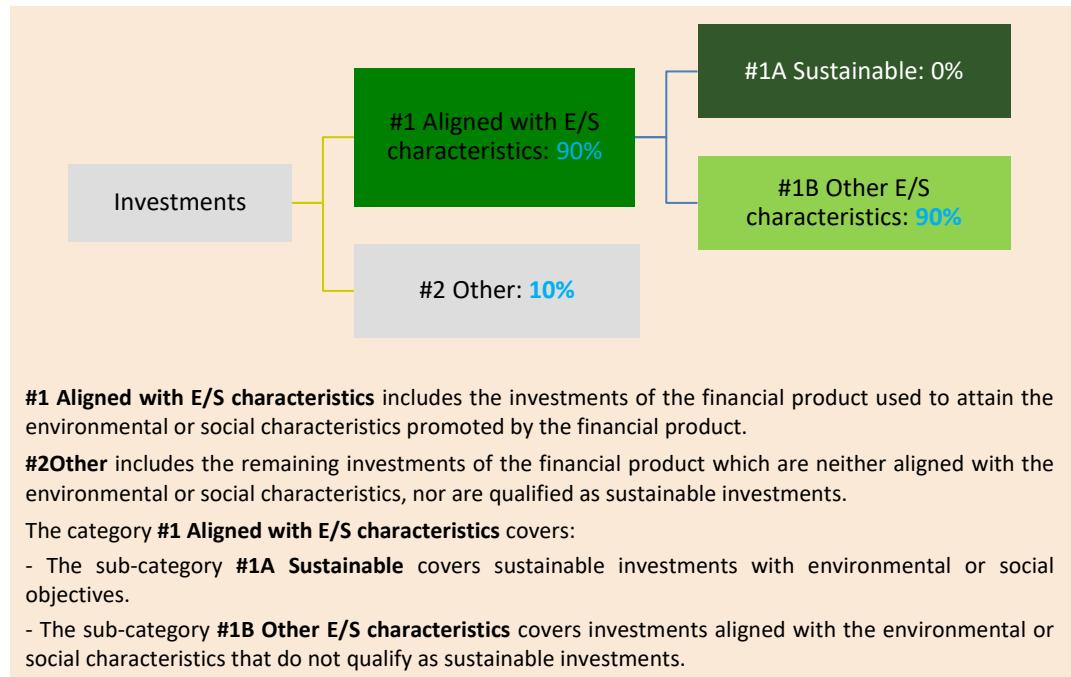 #1A Sustainable: 0%
#1 Aligned with E/S
characteristics: 90%
#1B Other E/S
characteristics: 90%
Investments
#2 Other: 10%
#1 Aligned with E/S characteristics includes the investments of the financial product used to attain the
environmental or social characteristics promoted by the financial product.
#2Other includes the remaining investments of the financial product which are neither aligned with the
environmental or social characteristics, nor are qualified as sustainable investments.
The category #1 Aligned with E/S characteristics covers:
- The sub-category #1A Sustainable covers sustainable investments with environmental or social
objectives.
- The sub-category #1B Other E/S characteristics covers investments aligned with the environmental or
social characteristics that do not qualify as sustainable investments.